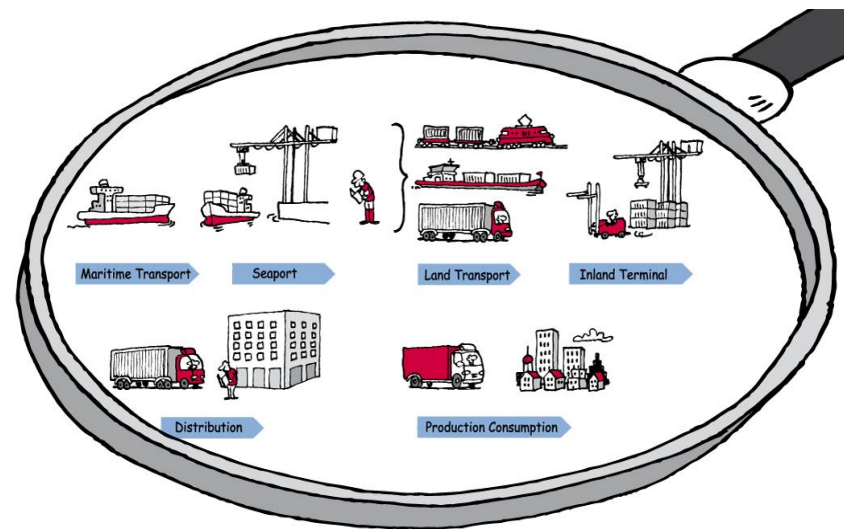 Maritime Transport
Seaport
Land Transport
Inland Terminal
Distribution
Production Consumption